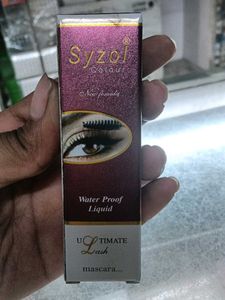 Syzol®
Colour
New formula
Water Proof
Liquid
ULTIMATE
Lash
mascara...